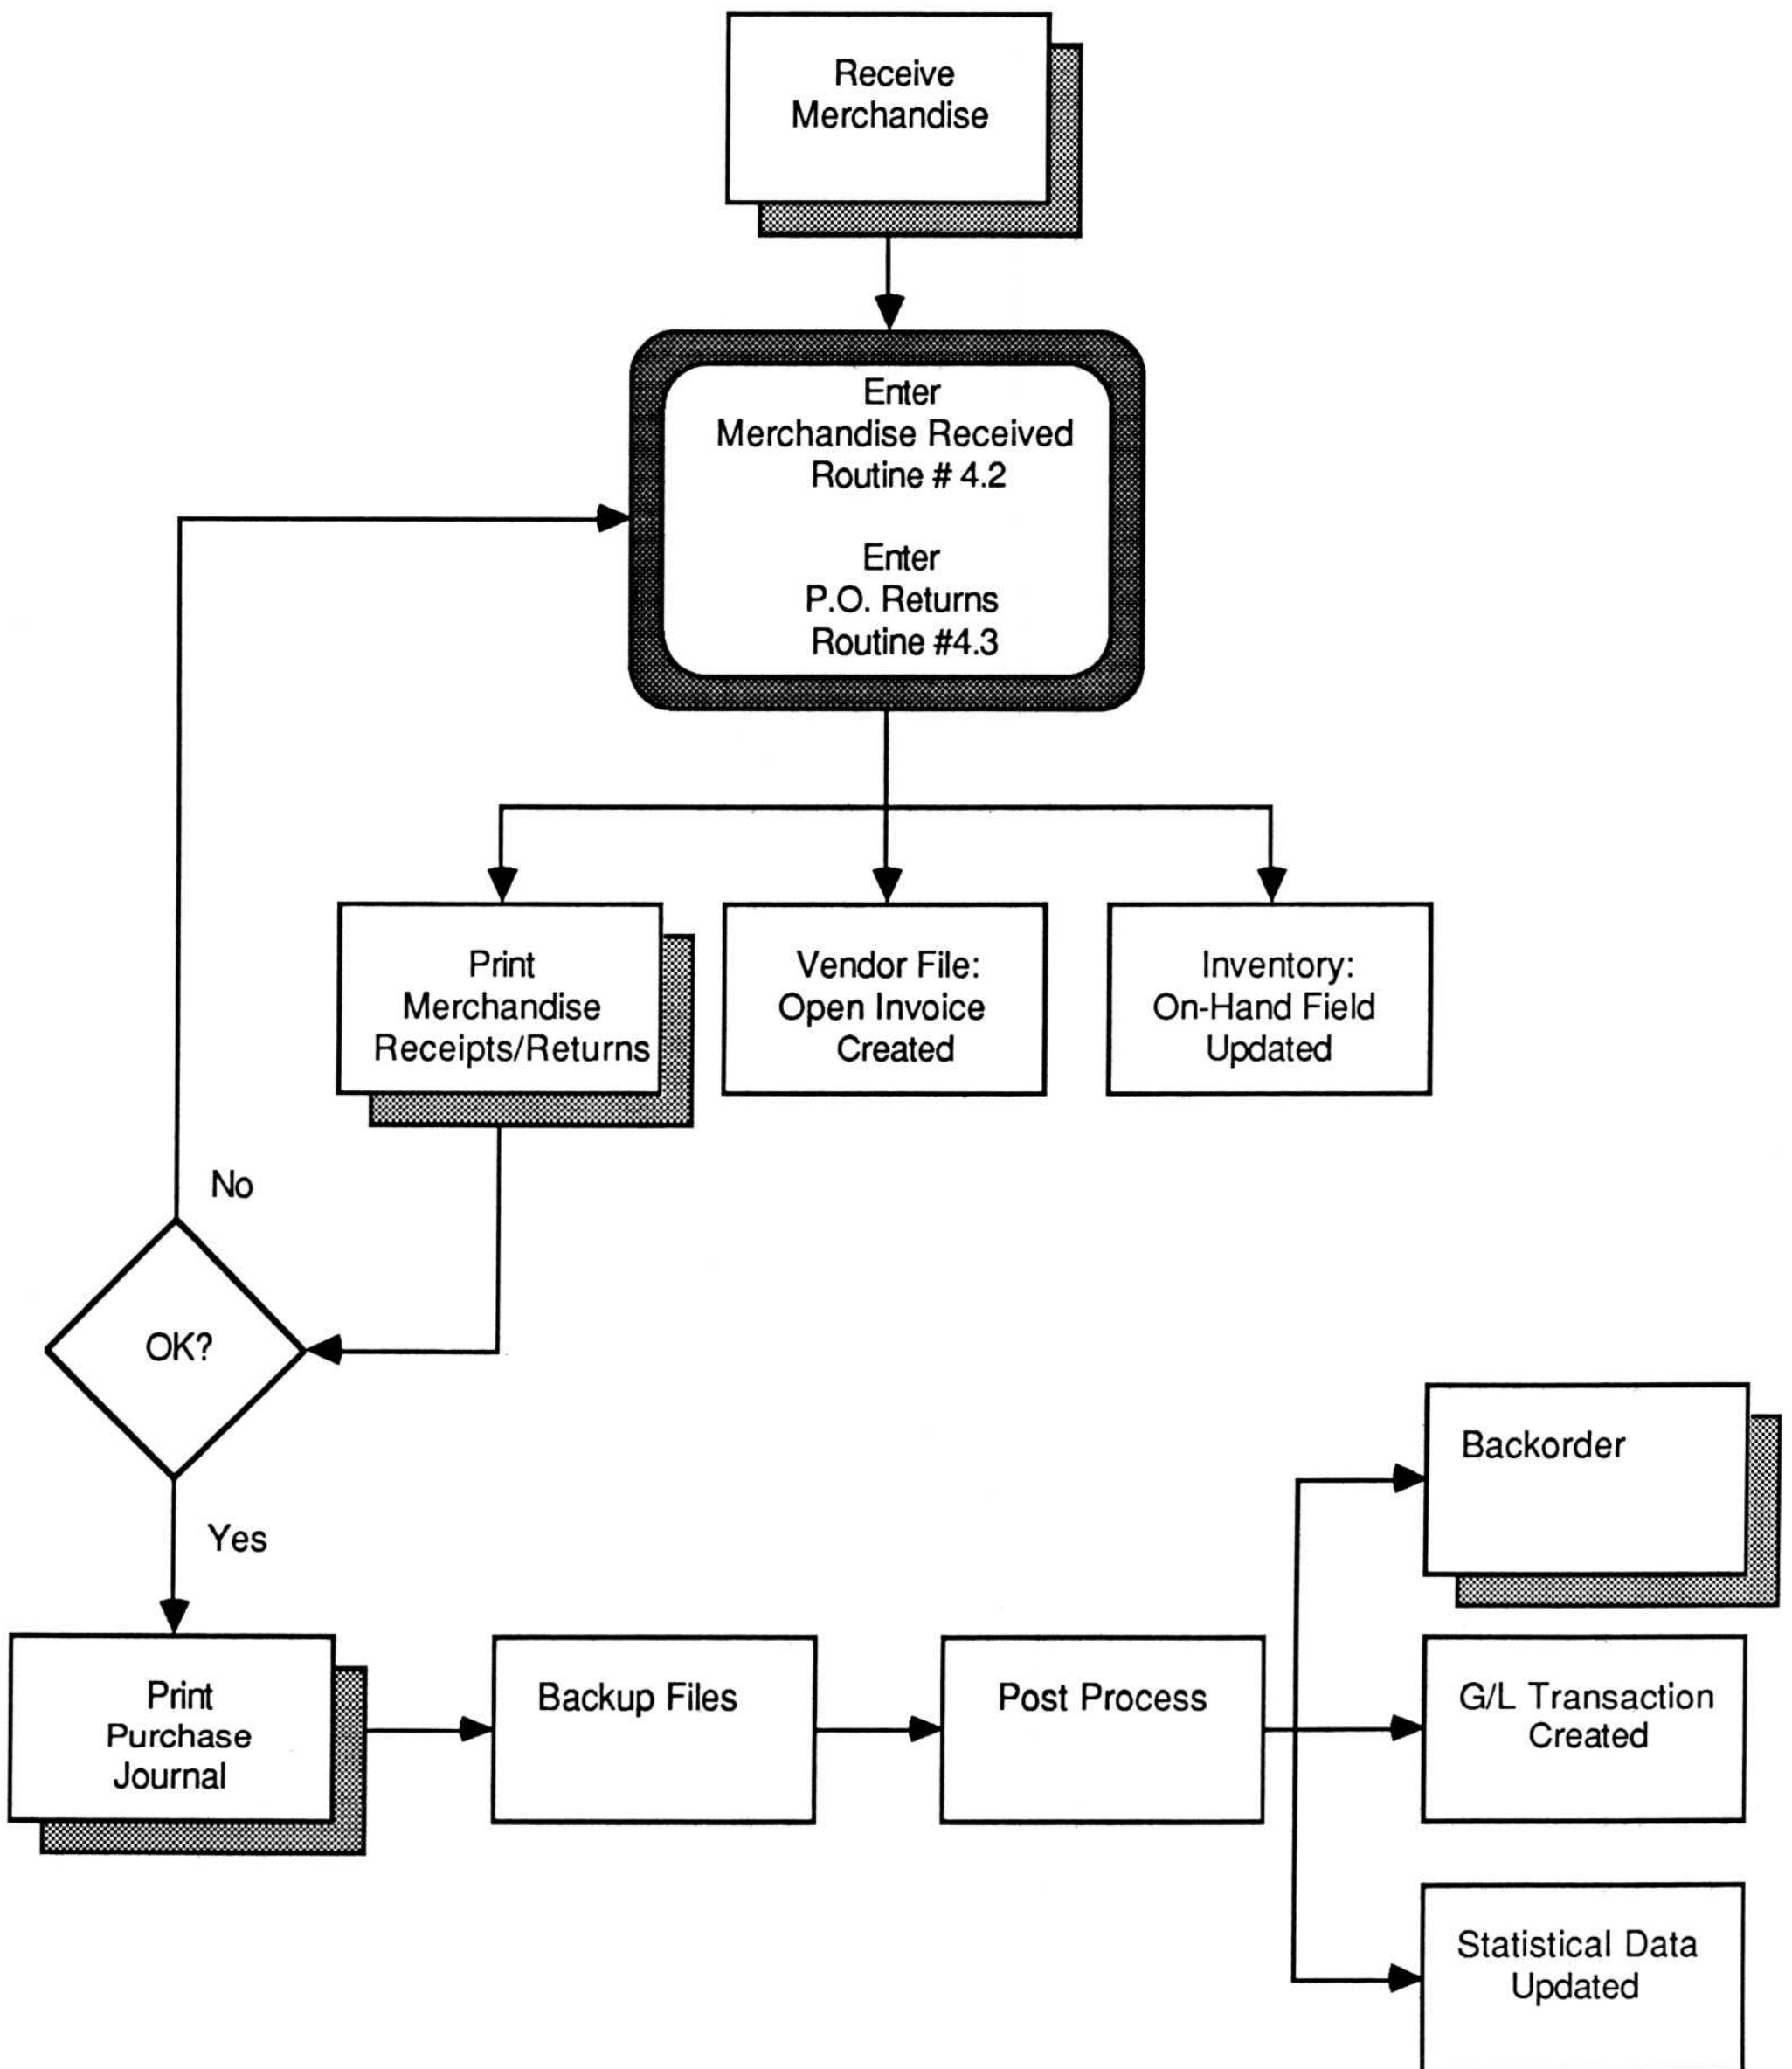 Receive
Merchandise
Enter
Merchandise Received
Routine # 4.2
Enter
P.O. Returns
Routine #4.3
Print
Merchandise
Receipts/Returns
Vendor File:
Open Invoice
Created
Inventory:
On-Hand Field
Updated
No
OK?
Yes
Print
Purchase
Journal
Backup Files
Post Process
Backorder
G/L Transaction
Created
Statistical Data
Updated